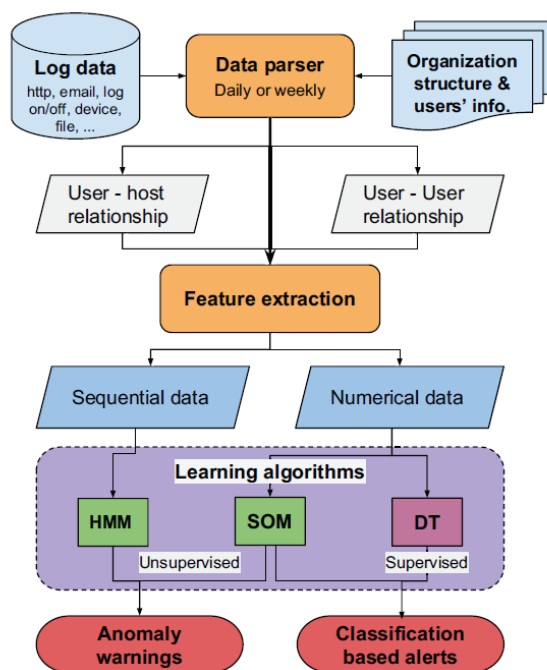 Log data
http, email, log
on/off, device,
file, ...
Data parser
Daily or weekly
Organization
structure &
users' info.
User - host
relationship
User - User
relationship
Feature extraction
Sequential data
Numerical data
Learning algorithms
HMM
SOM
DT
Unsupervised
Supervised
Anomaly
warnings
Classification
based alerts